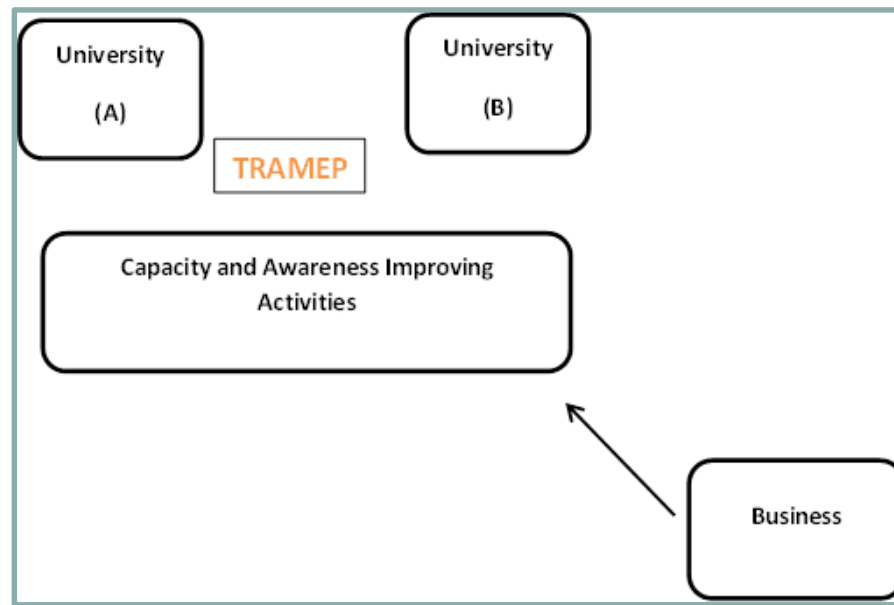 University
(A)
University
(B)
TRAMEP
Capacity and Awareness Improving
Activities
Business